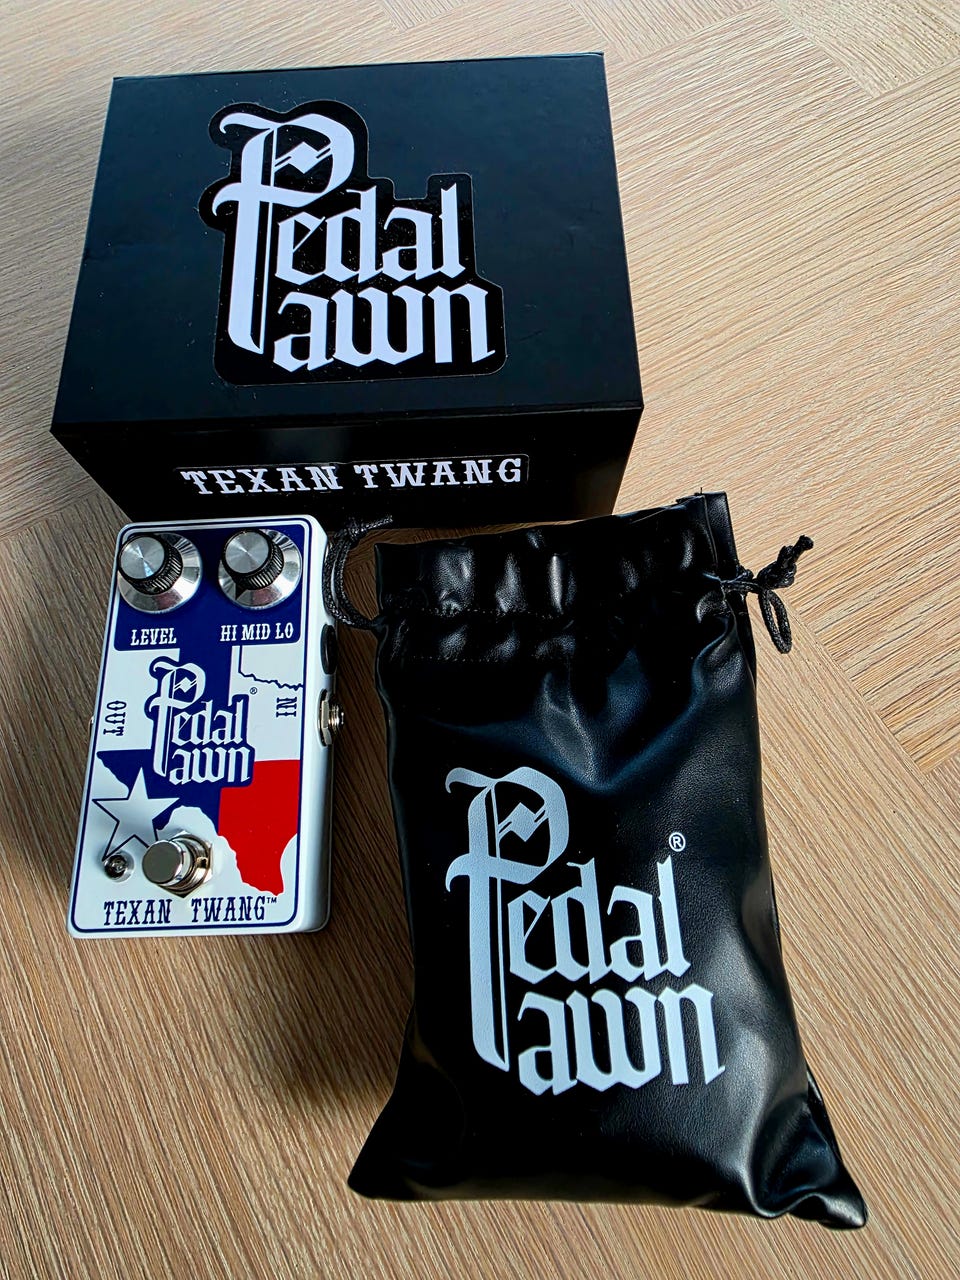 Pedal
Pawn
TEXAN TWANG
LEVEL
HI MID LO
Pedal ®
Pawn
OUT
IN
TEXAN TWANG™
Pedal ®
Pawn